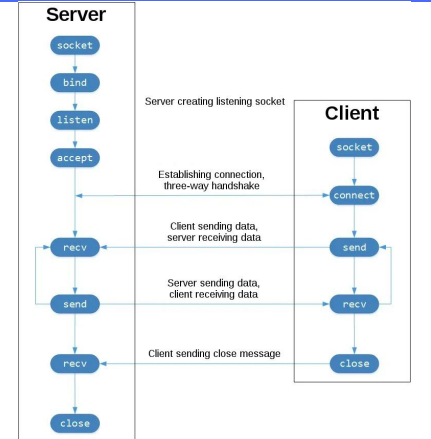 Server
socket
bind
listen
accept
recv
send
recv
close
Server creating listening socket
Establishing connection,
three-way handshake
Client sending data,
server receiving data
Server sending data,
client receiving data
Client sending close message
Client
socket
connect
send
recv
close